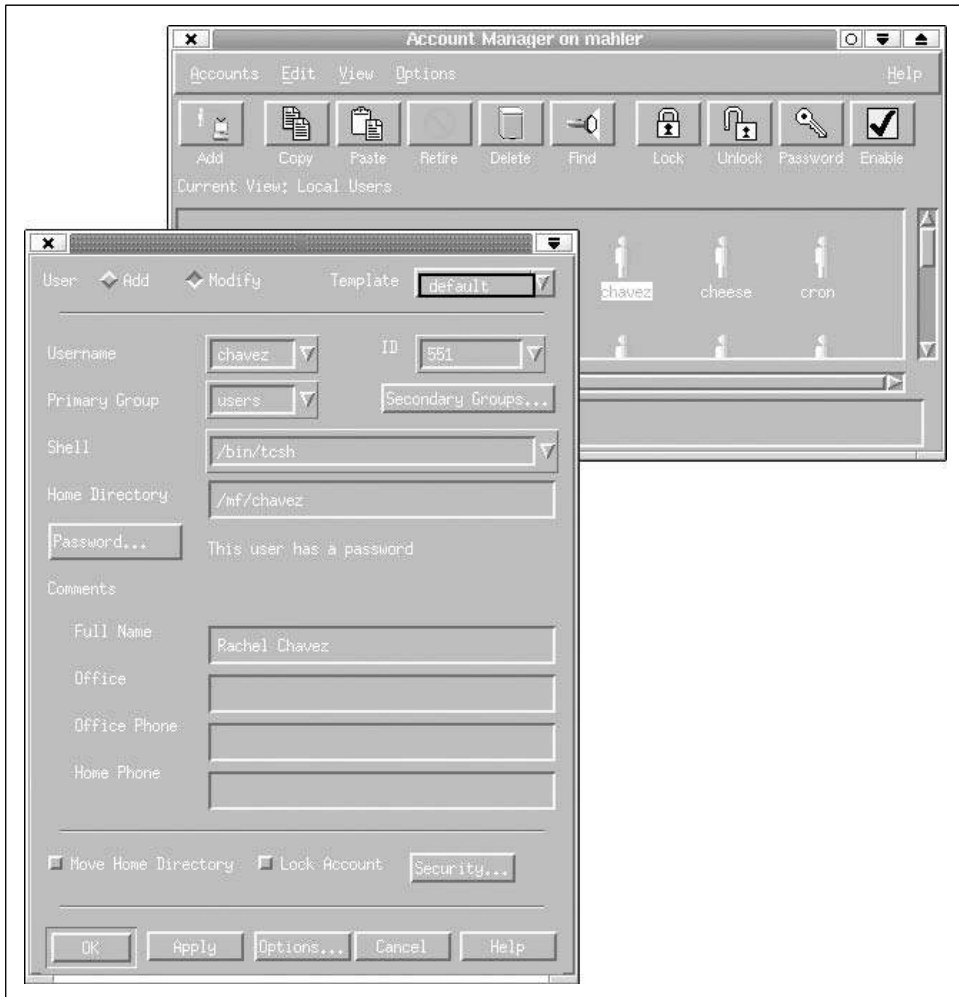 Account Manager on mahler
Accounts Edit View Options Help
Add Copy Paste Retire Delete Find Lock Unlock Password Enable
Current View: Local Users
chavez cheese cron
User Add Modify Template default
Username chavez ID 551
Primary Group users Secondary Groups...
Shell /bin/tcsh
Home Directory /mf/chavez
Password... This user has a password
Comments
Full Name Rachel Chavez
Office
Office Phone
Home Phone
Move Home Directory Lock Account Security...
OK Apply Options... Cancel Help